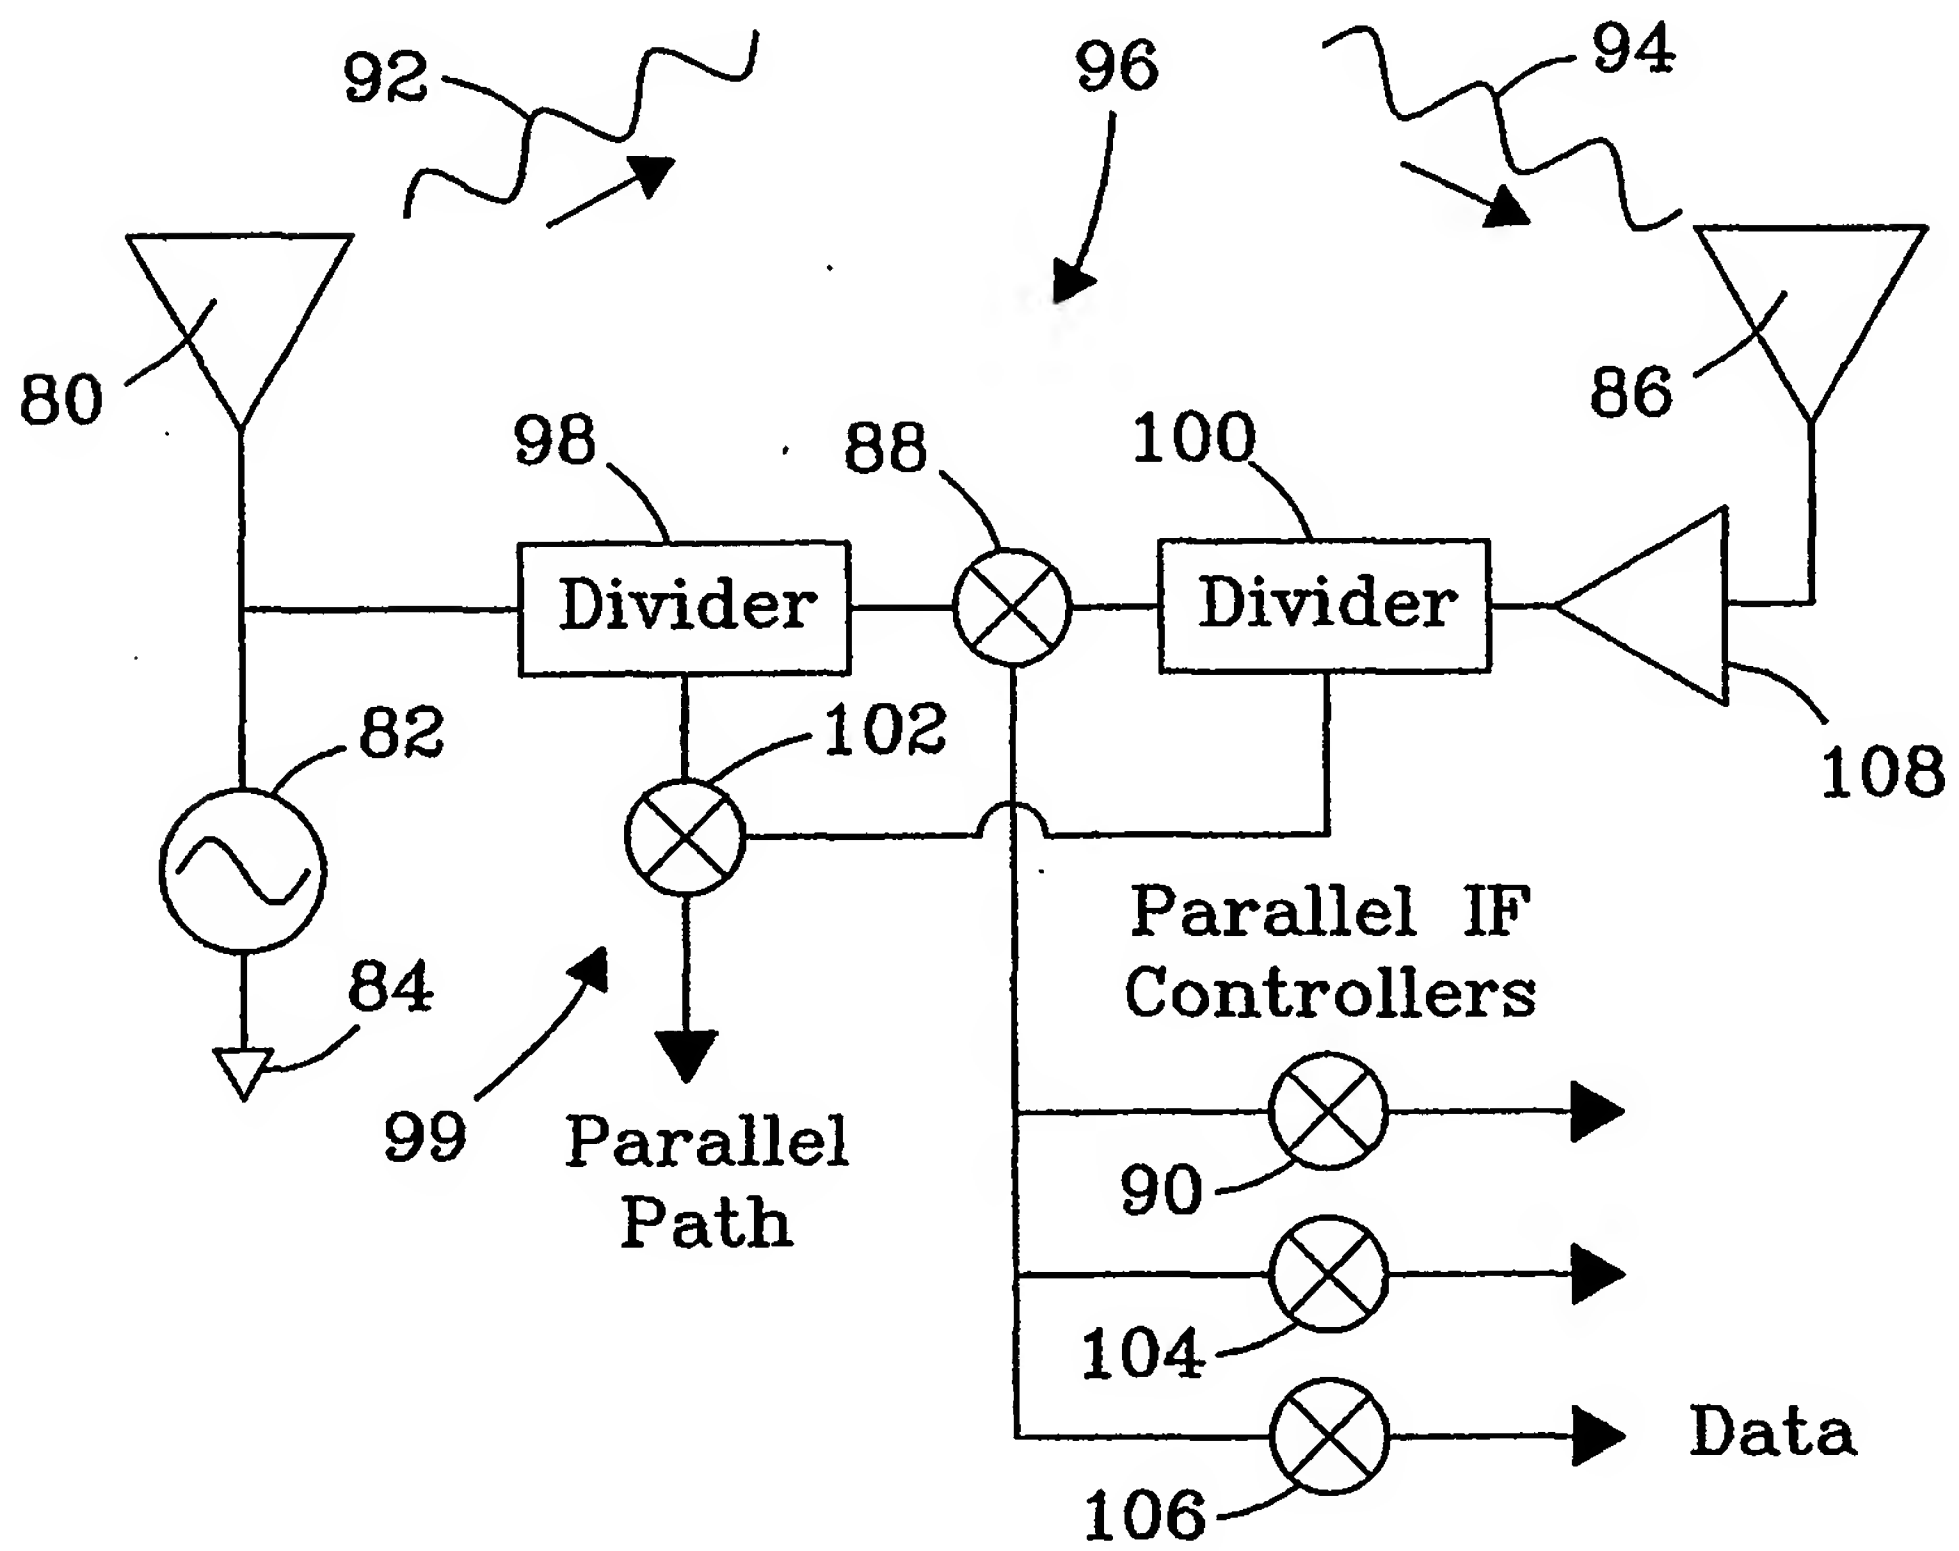 92
96
94
80
86
98
88
100
Divider
Divider
82
102
108
84
Parallel IF
Controllers
99
Parallel
Path
90
104
106
Data